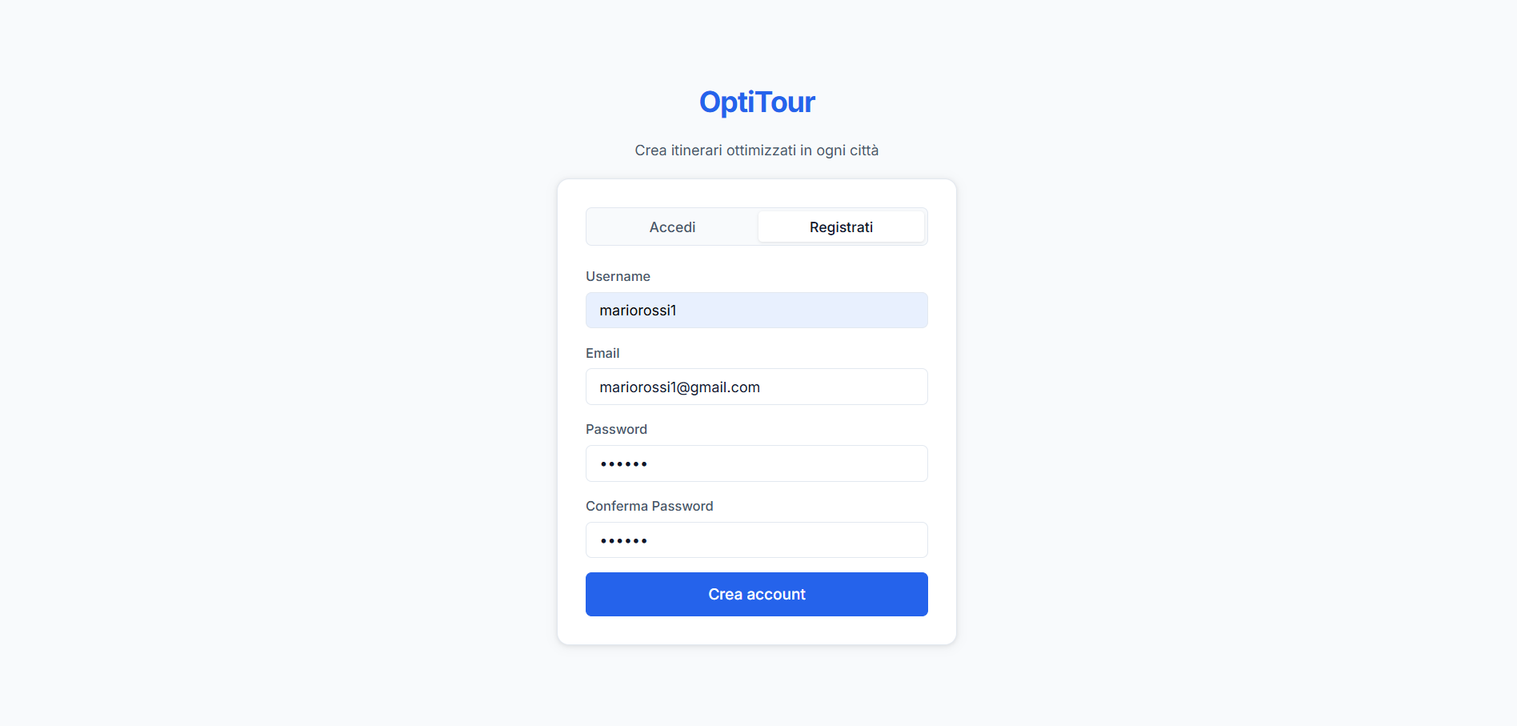 OptiTour
Crea itinerari ottimizzati in ogni città
Accedi
Registrati
Username
mariorossi1
Email
mariorossi1@gmail.com
Password
••••••
Conferma Password
••••••
Crea account